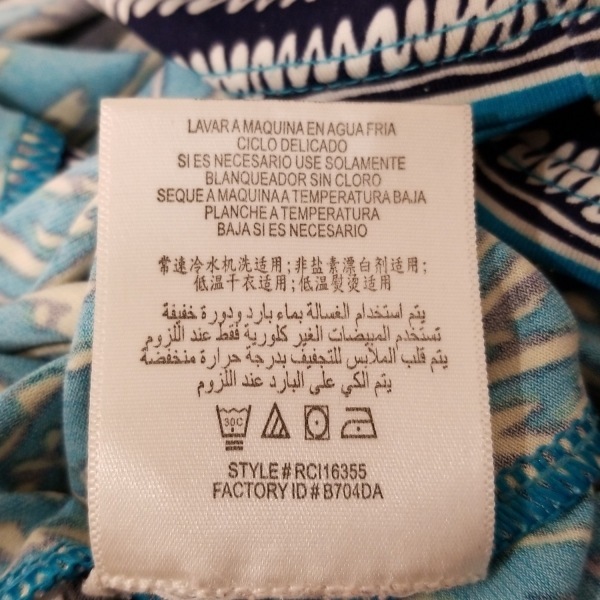 LAVAR A MAQUINA EN AGUA FRIA
CICLO DELICADO
SI ES NECESARIO USE SOLAMENTE
BLANQUEADOR SIN CLORO
SEQUE A MAQUINA A TEMPERATURA BAJA
PLANCHE A TEMPERATURA
BAJA SI ES NECESARIO
常速冷水机洗适用;非盐素漂白剂适用;
低温干衣适用;低温熨烫适用
يتم استخدام الغسالة بماء بارد ودورة خفيفة
تستخدم المبيضات الغير كلورية فقط عند اللزوم
يتم قلب الملابس للتجفيف بدرجة حرارة منخفضة
يتم الكي على البارد عند اللزوم
30C
STYLE# RCI16355
FACTORY ID# B704DA